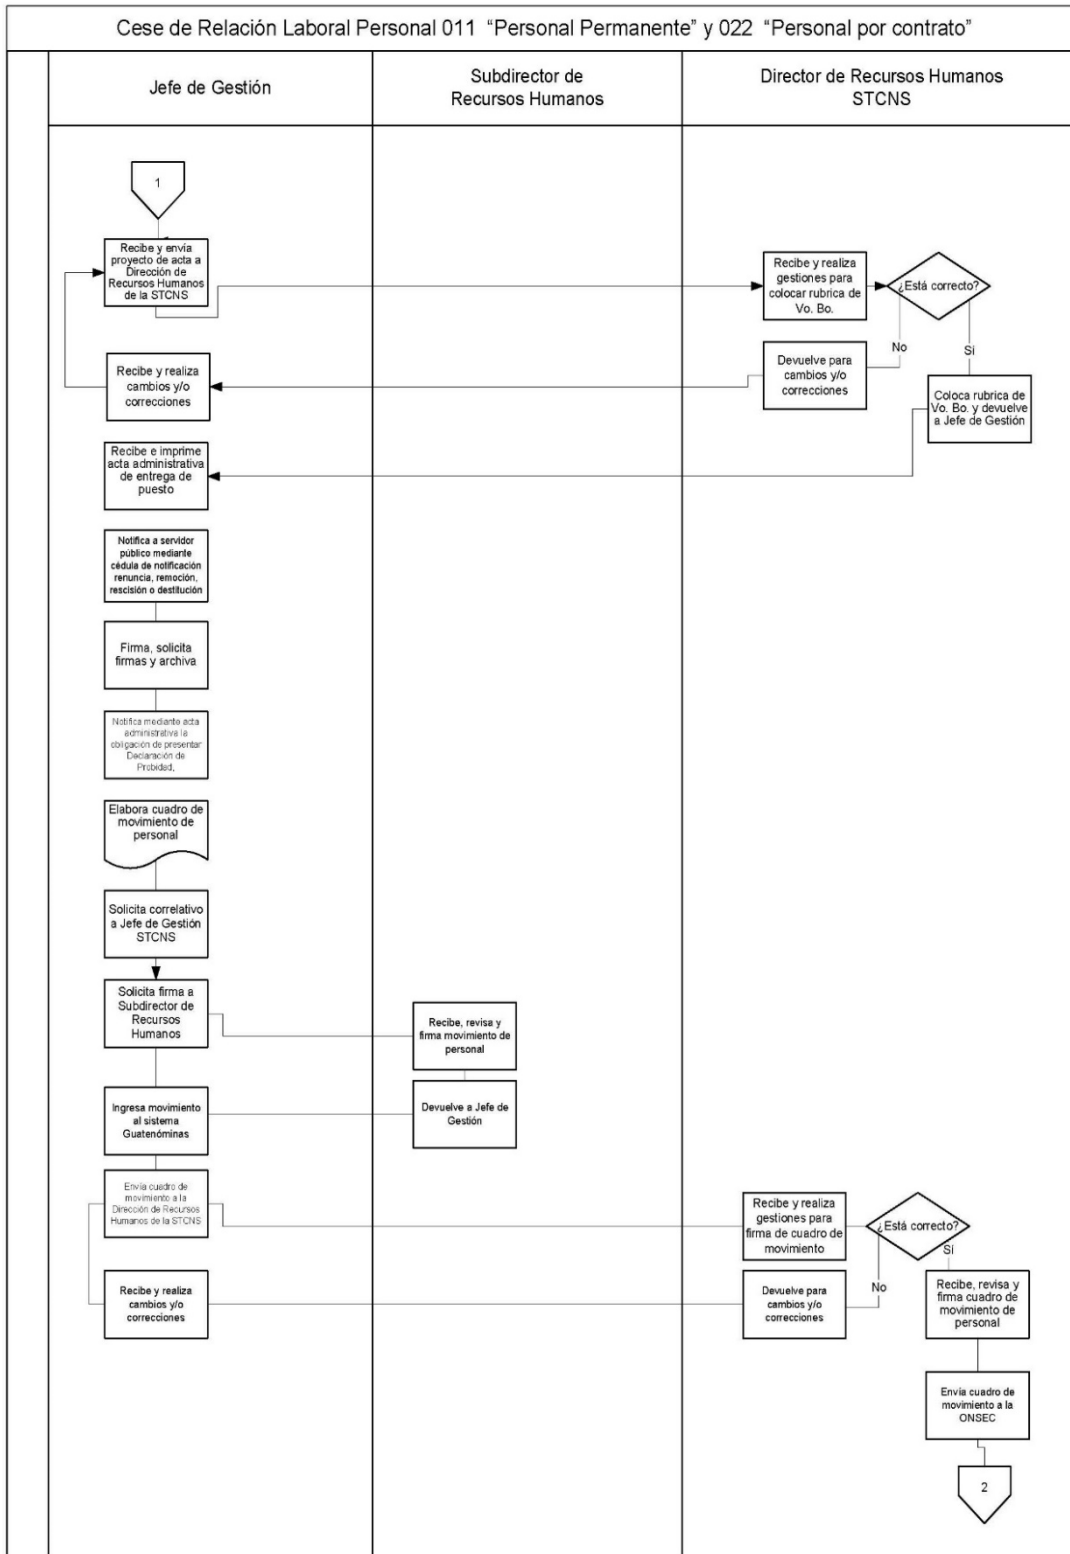 Cese de Relación Laboral Personal 011 “Personal Permanente” y 022 “Personal por contrato”
Jefe de Gestión
Subdirector de
Recursos Humanos
Director de Recursos Humanos
STCNS
1
Recibe y envía
proyecto de acta a
Dirección de
Recursos Humanos
de la STCNS
Recibe y realiza
gestiones para
colocar rubrica de
Vo. Bo.
¿Está correcto?
No
Si
Recibe y realiza
cambios y/o
correcciones
Devuelve para
cambios y/o
correcciones
Coloca rubrica de
Vo. Bo. y devuelve
a Jefe de Gestión
Recibe e imprime
acta administrativa
de entrega de
puesto
Notifica a servidor
público mediante
cédula de notificación
renuncia, remoción,
rescisión o destitución
Firma, solicita
firmas y archiva
Notifica mediante acta
administrativa la
obligación de presentar
Declaración de
Probidad,
Elabora cuadro de
movimiento de
personal
Solicita correlativo
a Jefe de Gestión
STCNS
Solicita firma a
Subdirector de
Recursos
Humanos
Recibe, revisa y
firma movimiento de
personal
Ingresa movimiento
al sistema
Guatenóminas
Devuelve a Jefe de
Gestión
Envía cuadro de
movimiento a la
Dirección de Recursos
Humanos de la STCNS
Recibe y realiza
gestiones para
firma de cuadro de
movimiento
¿Está correcto?
Sí
No
Recibe y realiza
cambios y/o
correcciones
Devuelve para
cambios y/o
correcciones
Recibe, revisa y
firma cuadro de
movimiento de
personal
Envía cuadro de
movimiento a la
ONSEC
2